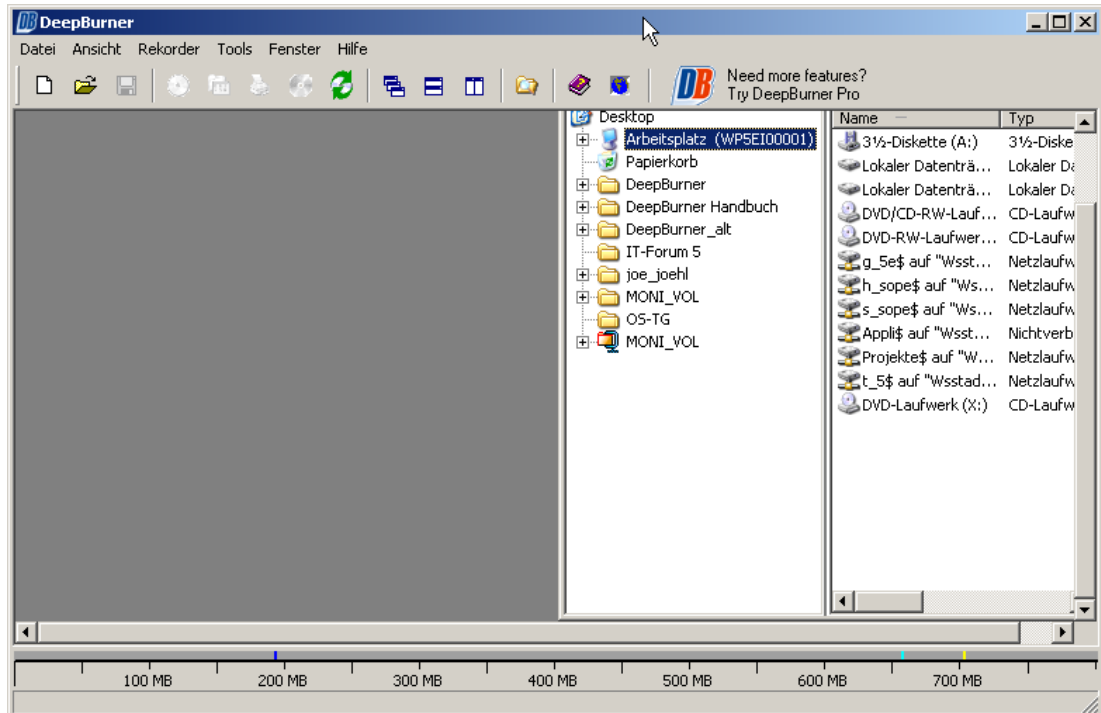 DB DeepBurner
Datei Ansicht Rekorder Tools Fenster Hilfe
DB Need more features?
Try DeepBurner Pro
Desktop
Arbeitsplatz (WP5EI00001)
Papierkorb
DeepBurner
DeepBurner Handbuch
DeepBurner_alt
IT-Forum 5
joe_joehl
MONI_VOL
OS-TG
MONI_VOL
Name Typ
3½-Diskette (A:) 3½-Diske
Lokaler Datenträ... Lokaler Da
Lokaler Datenträ... Lokaler Da
DVD/CD-RW-Lauf... CD-Laufw
DVD-RW-Laufwer... CD-Laufw
g_5e$ auf "Wsst... Netzlaufw
h_sope$ auf "Ws... Netzlaufw
s_sope$ auf "Ws... Netzlaufw
Appli$ auf "Wsst... Nichtverb
Projekte$ auf "W... Netzlaufw
t_5$ auf "Wsstad... Netzlaufw
DVD-Laufwerk (X:) CD-Laufw
100 MB 200 MB 300 MB 400 MB 500 MB 600 MB 700 MB